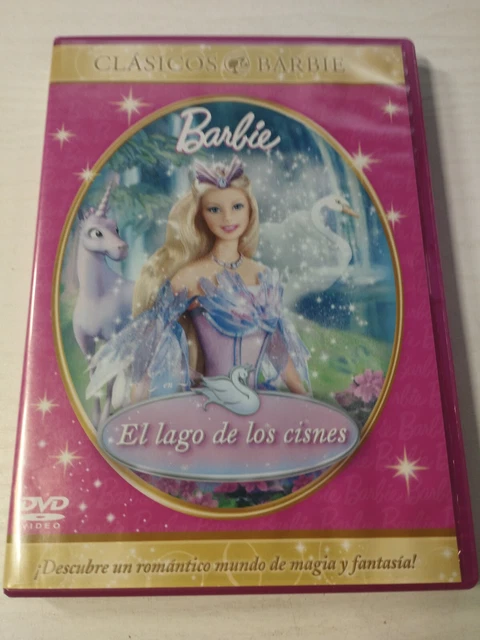 CLÁSICOS BARBIE
Barbie
El lago de los cisnes
DVD
VIDEO
¡Descubre un romántico mundo de magia y fantasía!